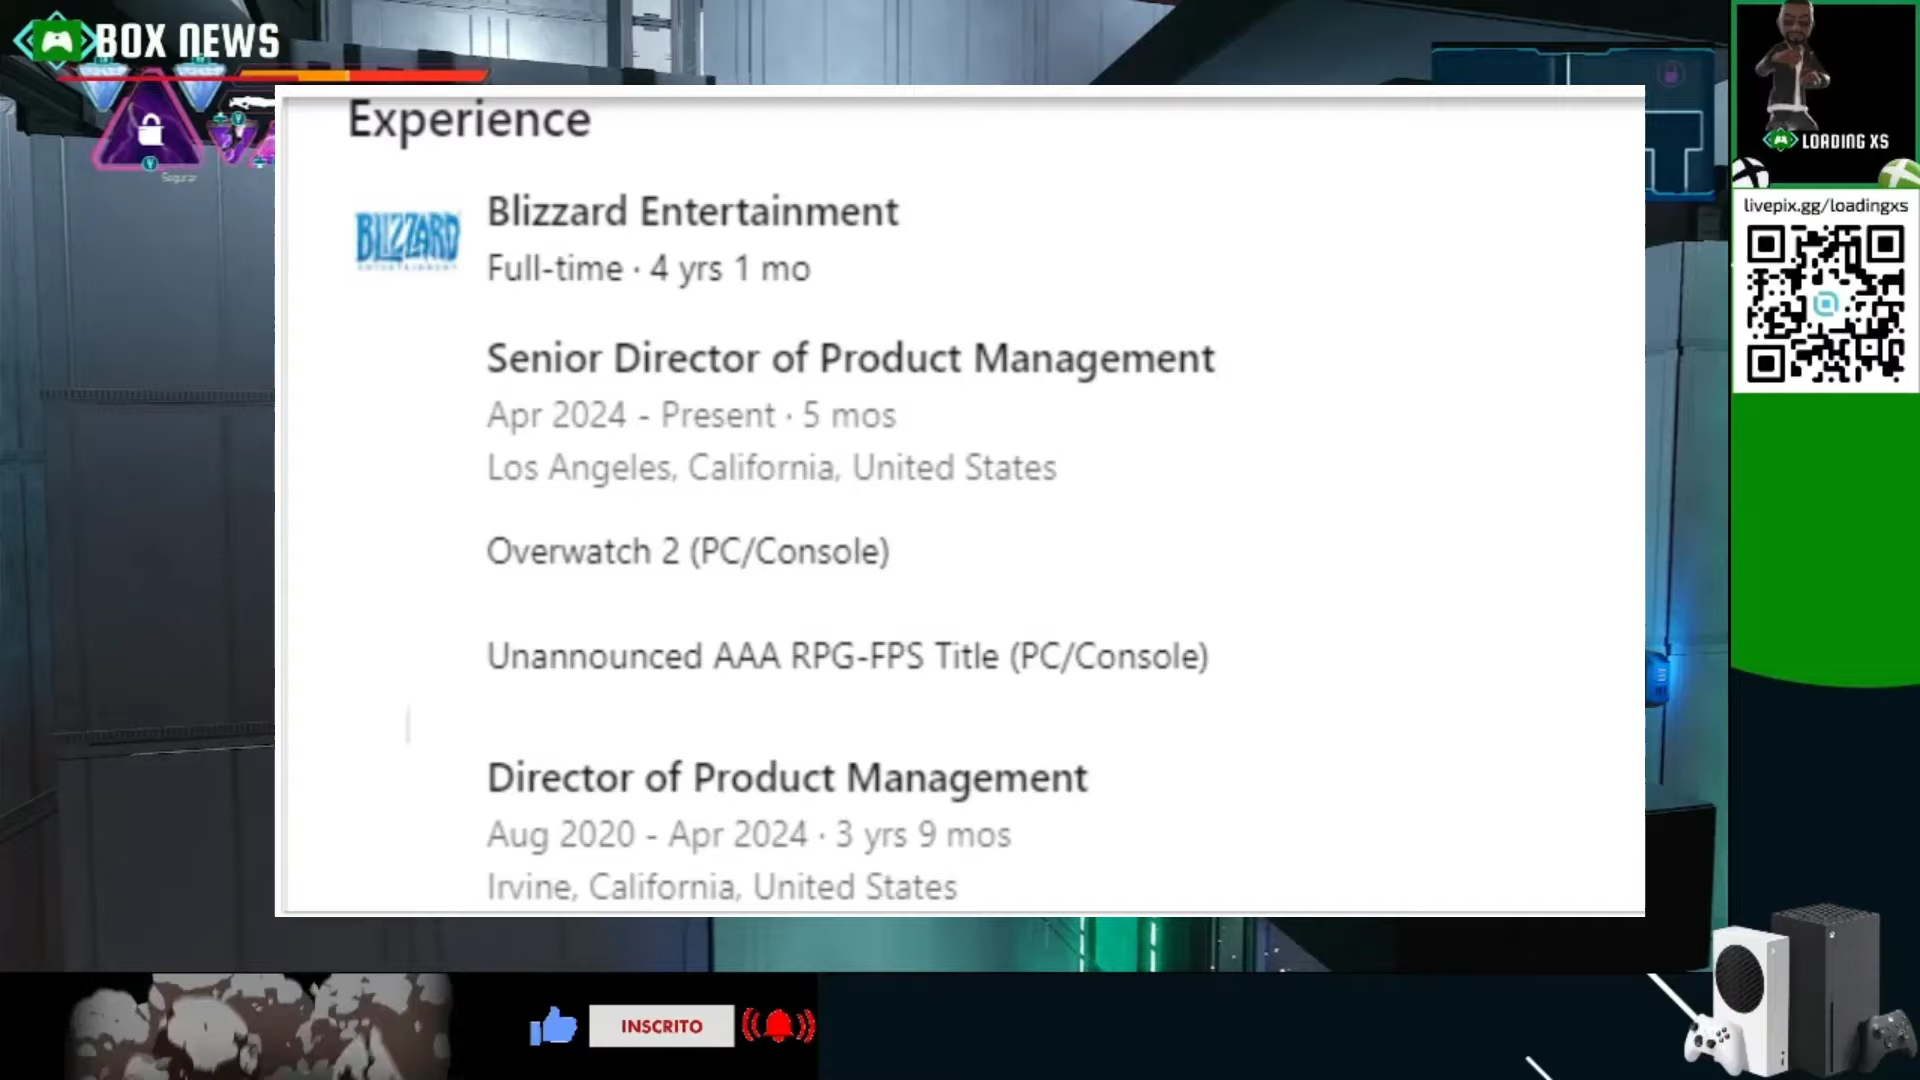 BOX NEWS
Segurar
Experience
BLIZZARD
ENTERTAINMENT
Blizzard Entertainment
Full-time · 4 yrs 1 mo
Senior Director of Product Management
Apr 2024 - Present · 5 mos
Los Angeles, California, United States
Overwatch 2 (PC/Console)
Unannounced AAA RPG-FPS Title (PC/Console)
Director of Product Management
Aug 2020 - Apr 2024 · 3 yrs 9 mos
Irvine, California, United States
LOADING XS
livepix.gg/loadingxs
INSCRITO